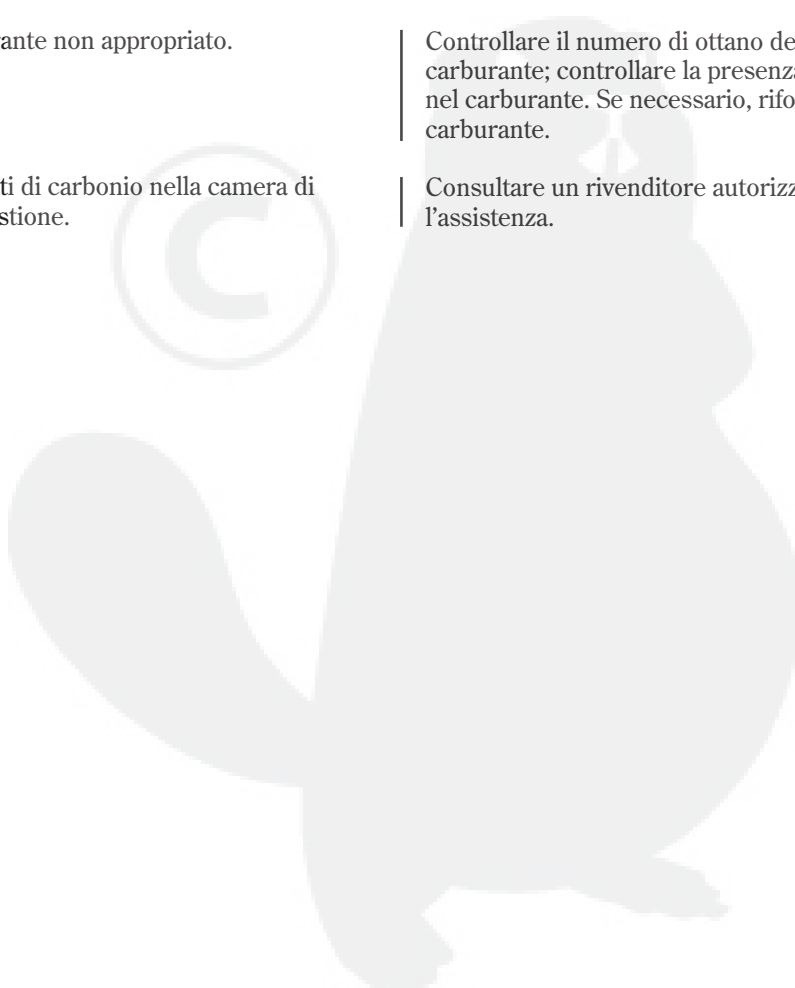 ante non appropriato.
Controllare il numero di ottano de
carburante; controllare la presenza
nel carburante. Se necessario, rifo
carburante.
ti di carbonio nella camera di
stione.
Consultare un rivenditore autorizz
l'assistenza.
©